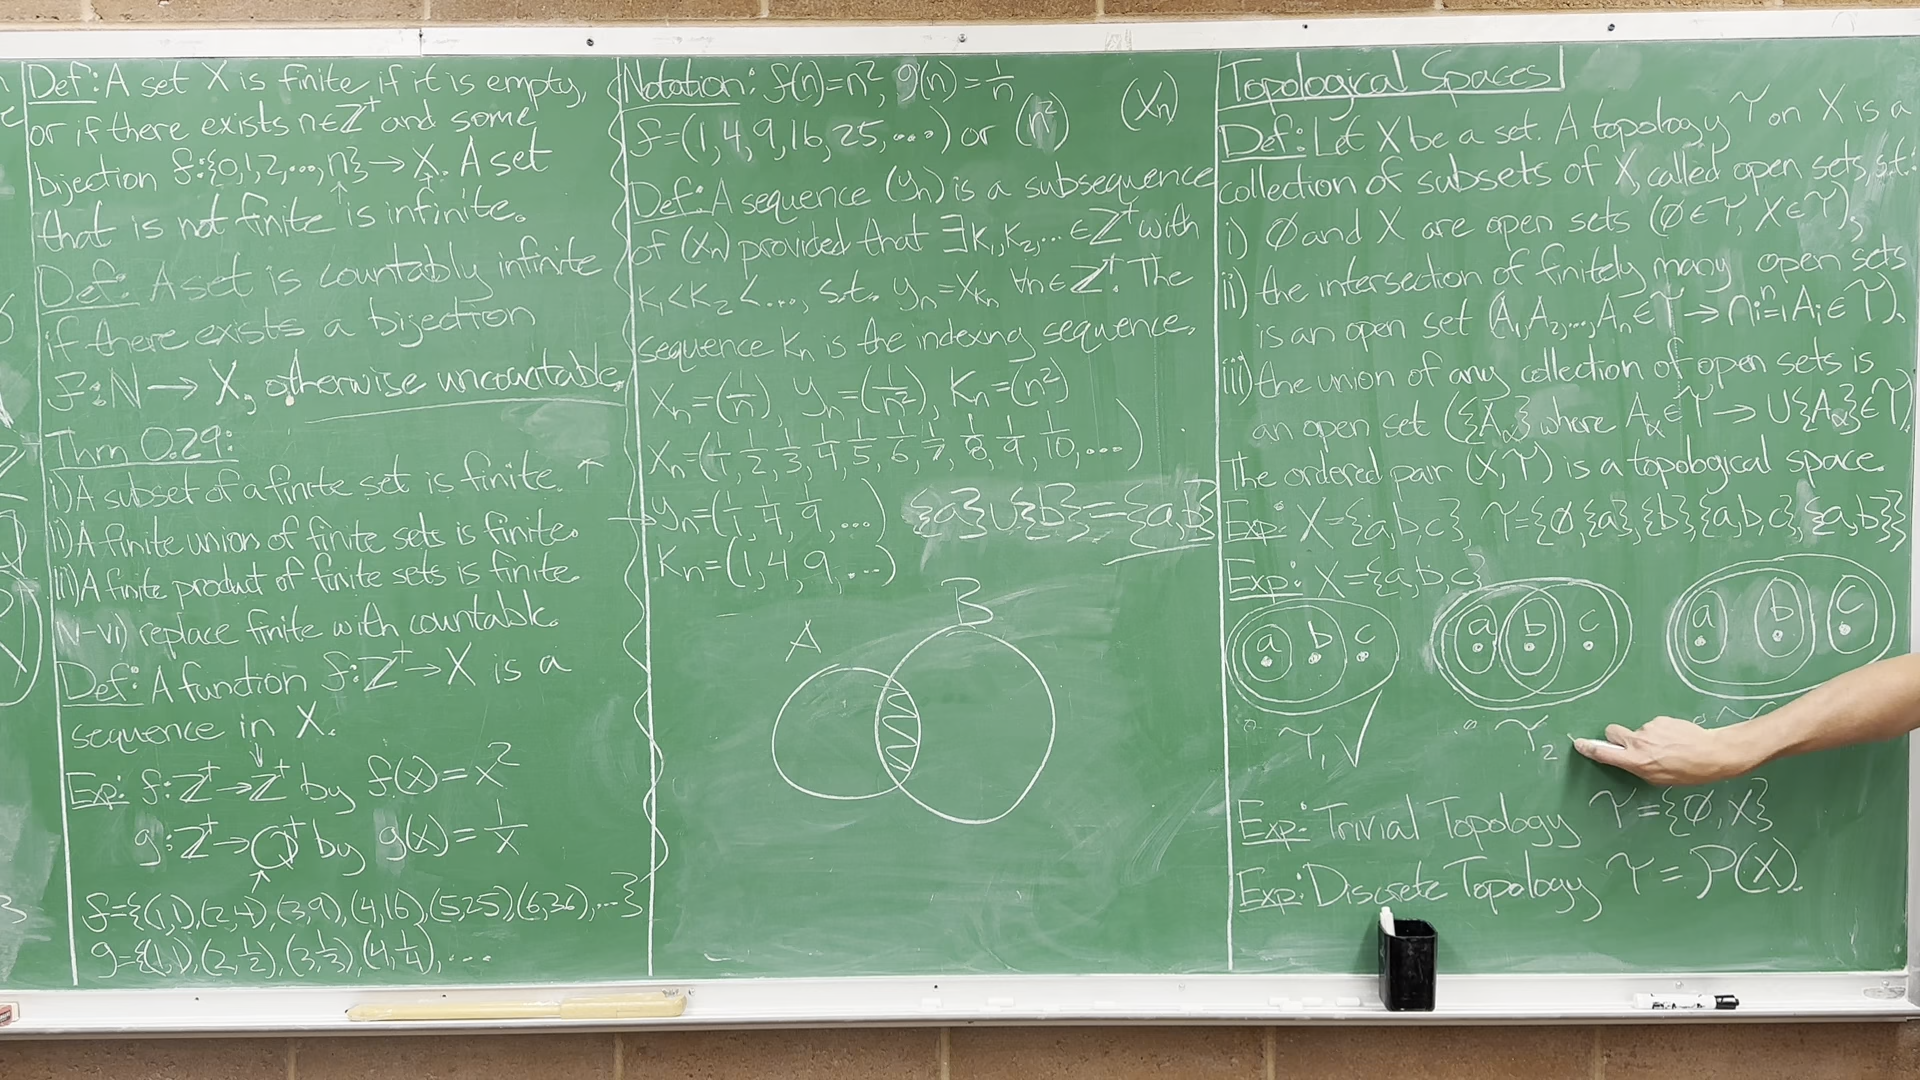 Def: A set X is finite if it is empty,
or if there exists n∈Z⁺ and some
bijection f:{0,1,2,...,n}→X. A set
that is not finite is infinite.
Def: A set is countably infinite
if there exists a bijection
f:N→X, otherwise uncountable.
Thm 0.29:
i) A subset of a finite set is finite.
ii) A finite union of finite sets is finite.
iii) A finite product of finite sets is finite.
iv-vi) replace finite with countable.
Def: A function f:Z⁺→X is a
sequence in X.
Exp: f:Z⁺→Z⁺ by f(x)=x²
g:Z⁺→Q⁺ by g(x)=1/x
f={(1,1),(2,4),(3,9),(4,16),(5,25),(6,36),...}
g={(1,1),(2,1/2),(3,1/3),(4,1/4),...
Notation: f(n)=n², g(n)=1/n
f=(1,4,9,16,25,...) or (n²) (Xn)
Def: A sequence (yn) is a subsequence
of (xn) provided that ∃K₁,K₂,...∈Z⁺ with
K₁<K₂<..., s.t. yn=xKn ∀n∈Z⁺. The
sequence Kn is the indexing sequence.
Xn=(1/n), yn=(1/n²), Kn=(n²)
Xn=(1/1,1/2,1/3,1/4,1/5,1/6,1/7,1/8,1/9,1/10,...)
yn=(1/1,1/4,1/9,...)
{a}∪{b}={a,b}
Kn=(1,4,9,...)
A
B
Topological Spaces
Def: Let X be a set. A topology 𝒯 on X is a
collection of subsets of X, called open sets, s.t.
i) Ø and X are open sets (Ø∈𝒯, X∈𝒯),
ii) the intersection of finitely many open sets
is an open set (A₁,A₂,...,An∈𝒯→∩ⁿi=1 Ai∈𝒯),
iii) the union of any collection of open sets is
an open set ({Aα} where Aα∈𝒯→∪{Aα}∈𝒯).
The ordered pair (X,𝒯) is a topological space.
Exp: X={a,b,c} 𝒯={Ø,{a},{b},{a,b,c},{a,b}}
Exp: X={a,b,c}
a b c
a b c
a b c
𝒯₁ ✓
𝒯₂
Exp: Trivial Topology 𝒯={Ø,X}
Exp: Discrete Topology 𝒯=P(X).